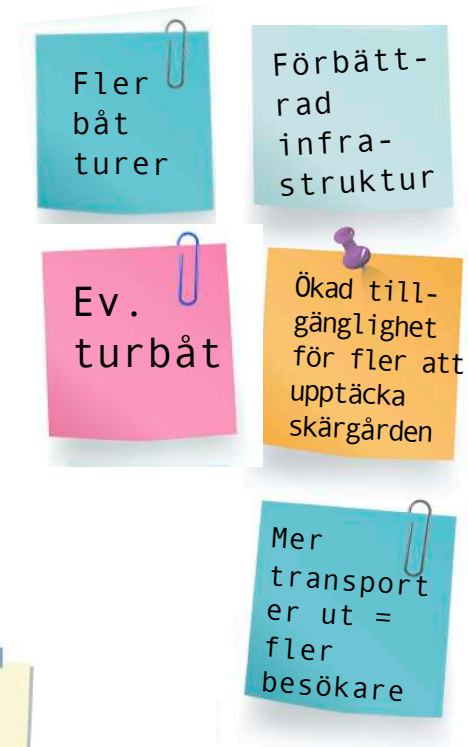 Fler
båt
turer
Förbätt-
rad
infra-
struktur
Ev.
turbåt
Ökad till-
gänglighet
för fler att
upptäcka
skärgården
Mer
transport
er ut =
fler
besökare